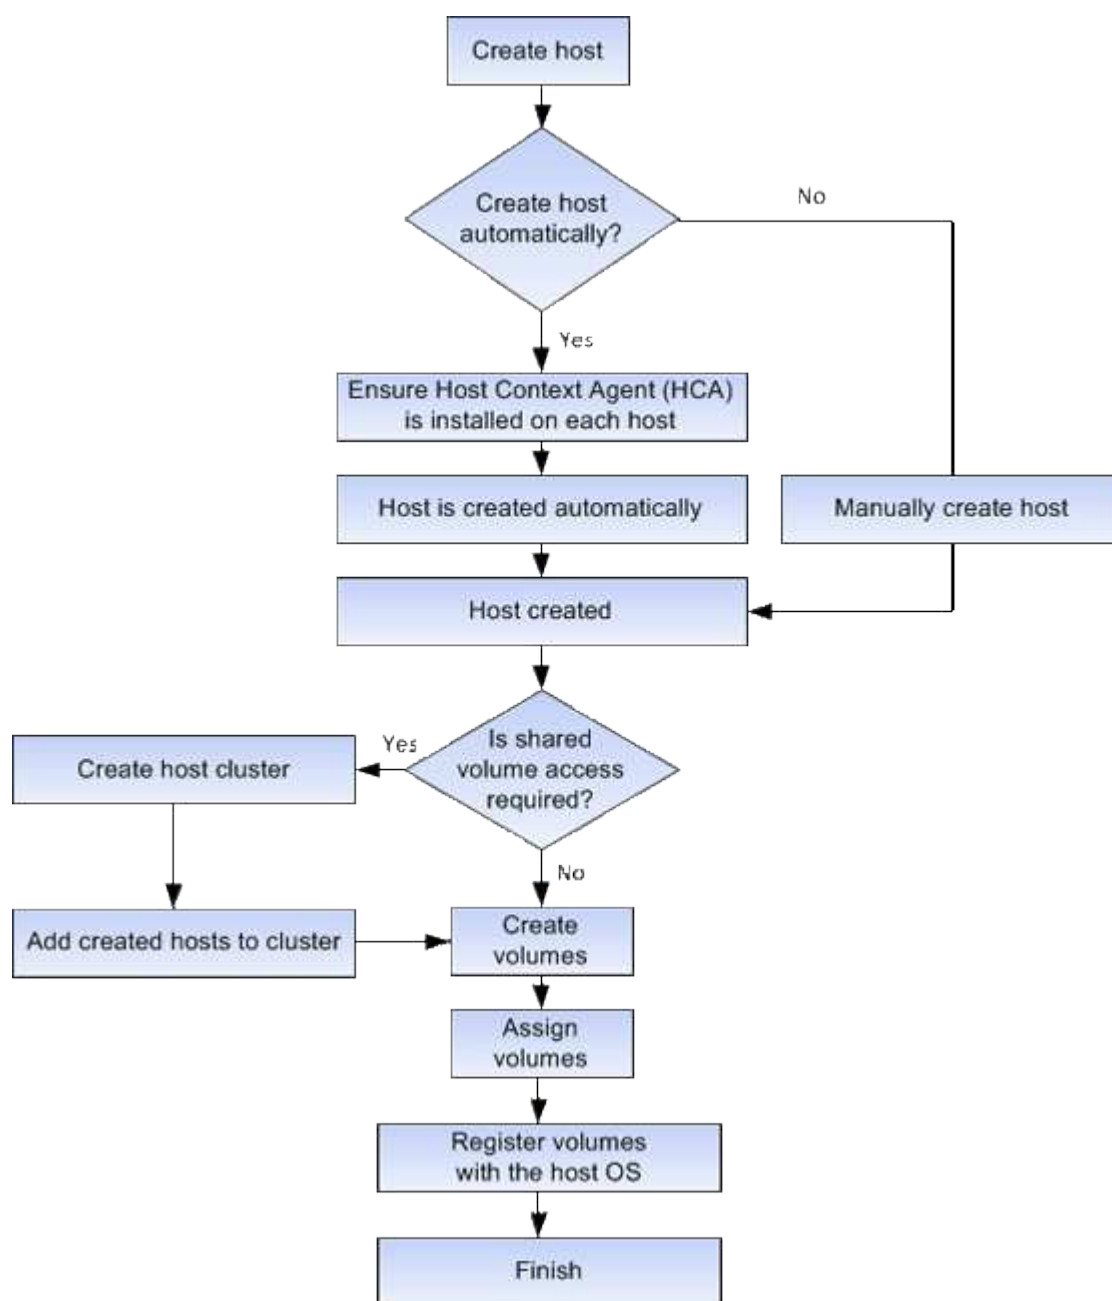 Create host
Create host
automatically?
No
Yes
Ensure Host Context Agent (HCA)
is installed on each host
Host is created automatically
Manually create host
Host created
Is shared
volume access
required?
Yes
Create host cluster
No
Add created hosts to cluster
Create
volumes
Assign
volumes
Register volumes
with the host OS
Finish